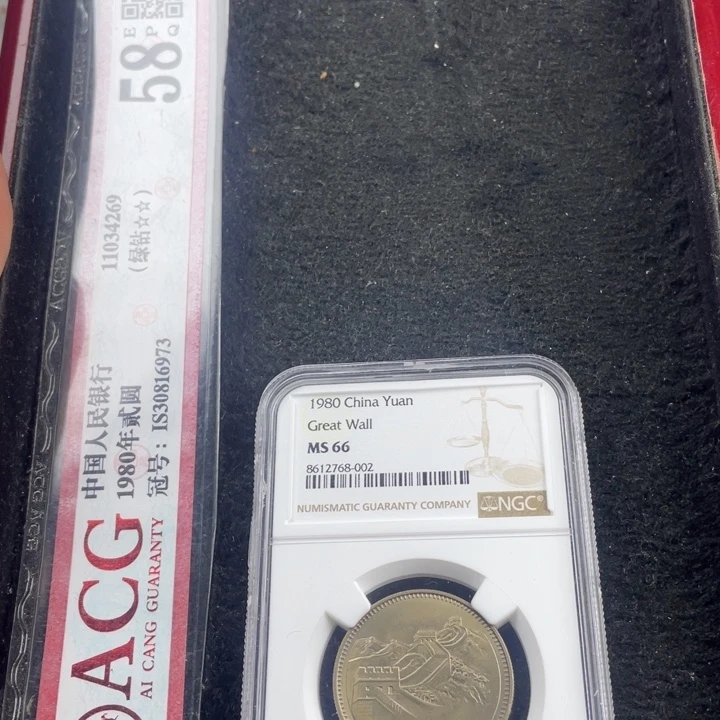 ACG
AI CANG GUARANTY
中国人民银行
1980年贰圆
冠号：IS30816973
11034269
（绿钻☆☆）
58
E
P
Q
1980 China Yuan
Great Wall
MS 66
8612768-002
NUMISMATIC GUARANTY COMPANY
NGC®